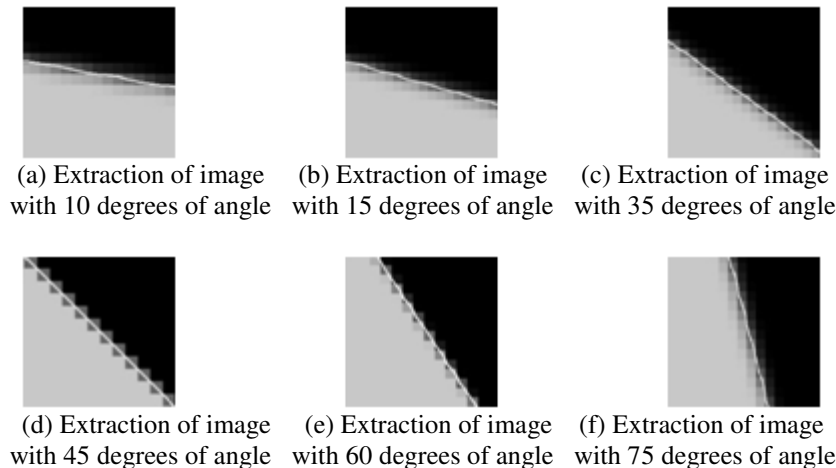 (a) Extraction of image
with 10 degrees of angle
(b) Extraction of image
with 15 degrees of angle
(c) Extraction of image
with 35 degrees of angle
(d) Extraction of image
with 45 degrees of angle
(e) Extraction of image
with 60 degrees of angle
(f) Extraction of image
with 75 degrees of angle